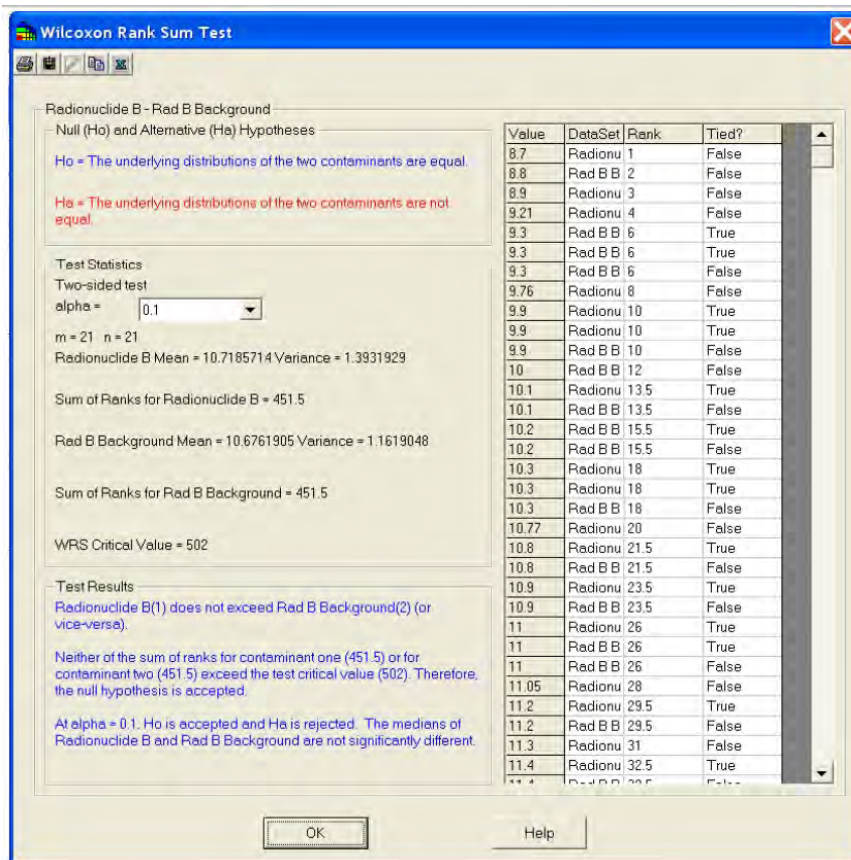 Wilcoxon Rank Sum Test
Radionuclide B - Rad B Background
Null (Ho) and Alternative (Ha) Hypotheses
Ho = The underlying distributions of the two contaminants are equal.
Ha = The underlying distributions of the two contaminants are not
equal.
Test Statistics
Two-sided test
alpha = 0.1
m = 21 n = 21
Radionuclide B Mean = 10.7185714 Variance = 1.3931929
Sum of Ranks for Radionuclide B = 451.5
Rad B Background Mean = 10.6761905 Variance = 1.1619048
Sum of Ranks for Rad B Background = 451.5
WRS Critical Value = 502
Test Results
Radionuclide B(1) does not exceed Rad B Background(2) (or
vice-versa).
Neither of the sum of ranks for contaminant one (451.5) or for
contaminant two (451.5) exceed the test critical value (502). Therefore,
the null hypothesis is accepted.
At alpha = 0.1, Ho is accepted and Ha is rejected. The medians of
Radionuclide B and Rad B Background are not significantly different.
Value DataSet Rank Tied?
8.7 Radionu 1 False
8.8 Rad B B 2 False
8.9 Radionu 3 False
9.21 Radionu 4 False
9.3 Rad B B 6 True
9.3 Rad B B 6 True
9.3 Rad B B 6 False
9.76 Radionu 8 False
9.9 Radionu 10 True
9.9 Radionu 10 True
9.9 Rad B B 10 False
10 Rad B B 12 False
10.1 Radionu 13.5 True
10.1 Rad B B 13.5 False
10.2 Rad B B 15.5 True
10.2 Rad B B 15.5 False
10.3 Radionu 18 True
10.3 Radionu 18 True
10.3 Rad B B 18 False
10.77 Radionu 20 False
10.8 Radionu 21.5 True
10.8 Rad B B 21.5 False
10.9 Radionu 23.5 True
10.9 Rad B B 23.5 False
11 Radionu 26 True
11 Rad B B 26 True
11 Rad B B 26 False
11.05 Radionu 28 False
11.2 Radionu 29.5 True
11.2 Rad B B 29.5 False
11.3 Radionu 31 False
11.4 Radionu 32.5 True
OK Help